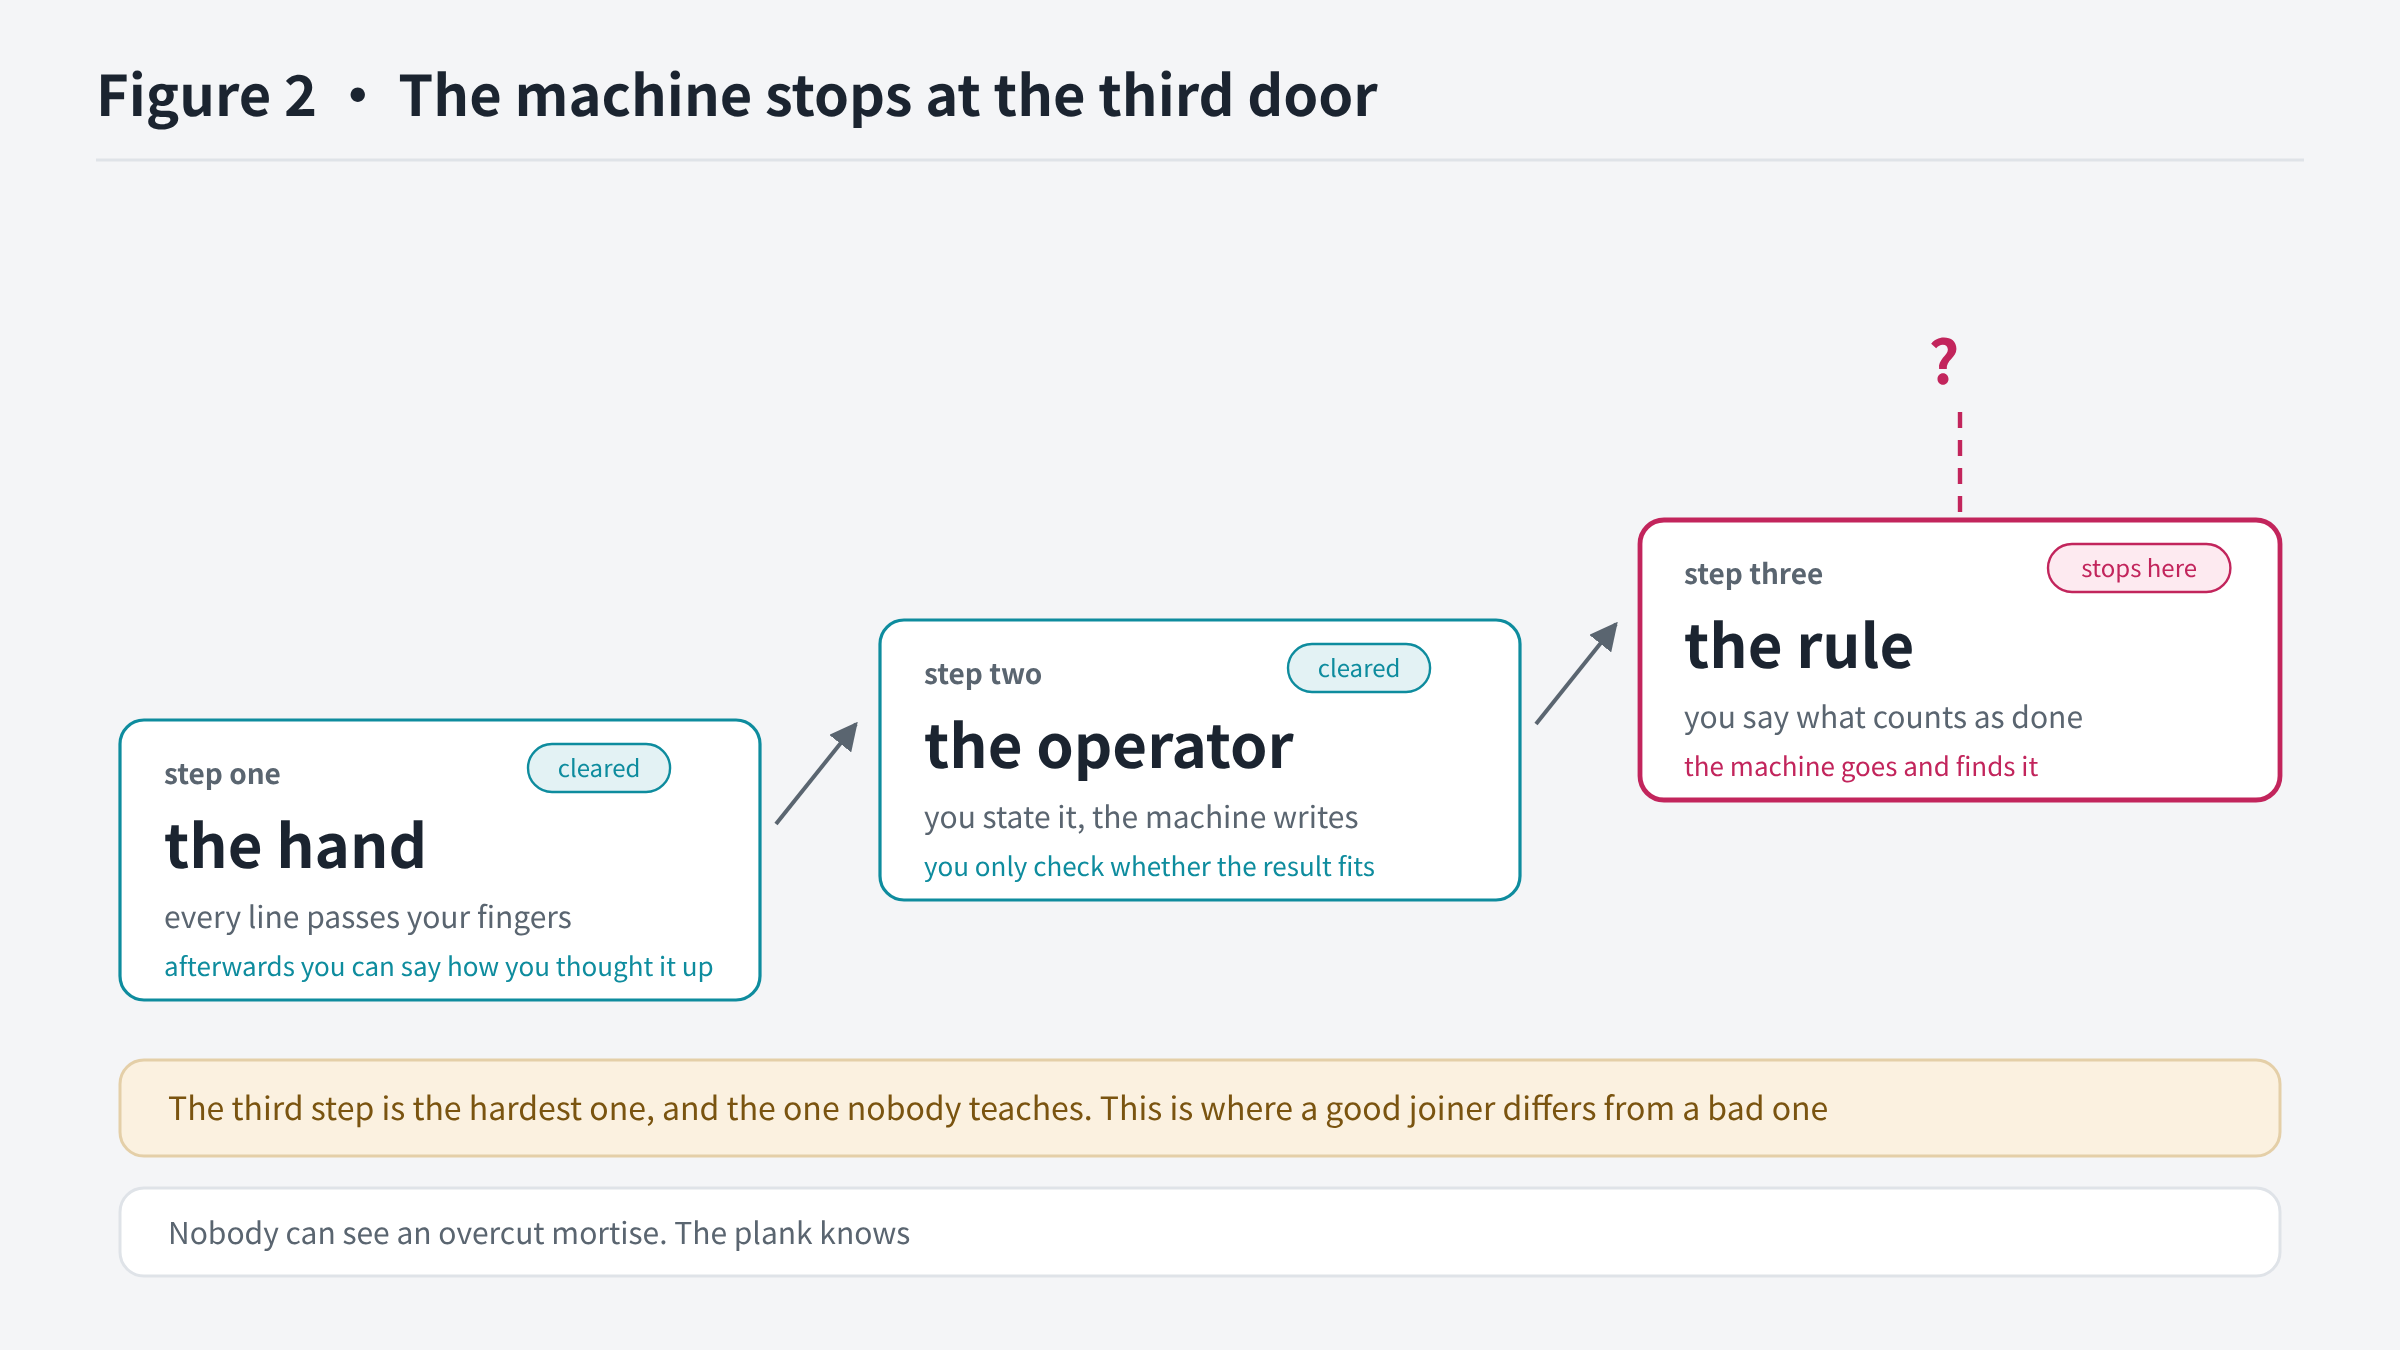 Figure 2 • The machine stops at the third door
?
step one
cleared
the hand
every line passes your fingers
afterwards you can say how you thought it up
step two
cleared
the operator
you state it, the machine writes
you only check whether the result fits
step three
stops here
the rule
you say what counts as done
the machine goes and finds it
The third step is the hardest one, and the one nobody teaches. This is where a good joiner differs from a bad one
Nobody can see an overcut mortise. The plank knows